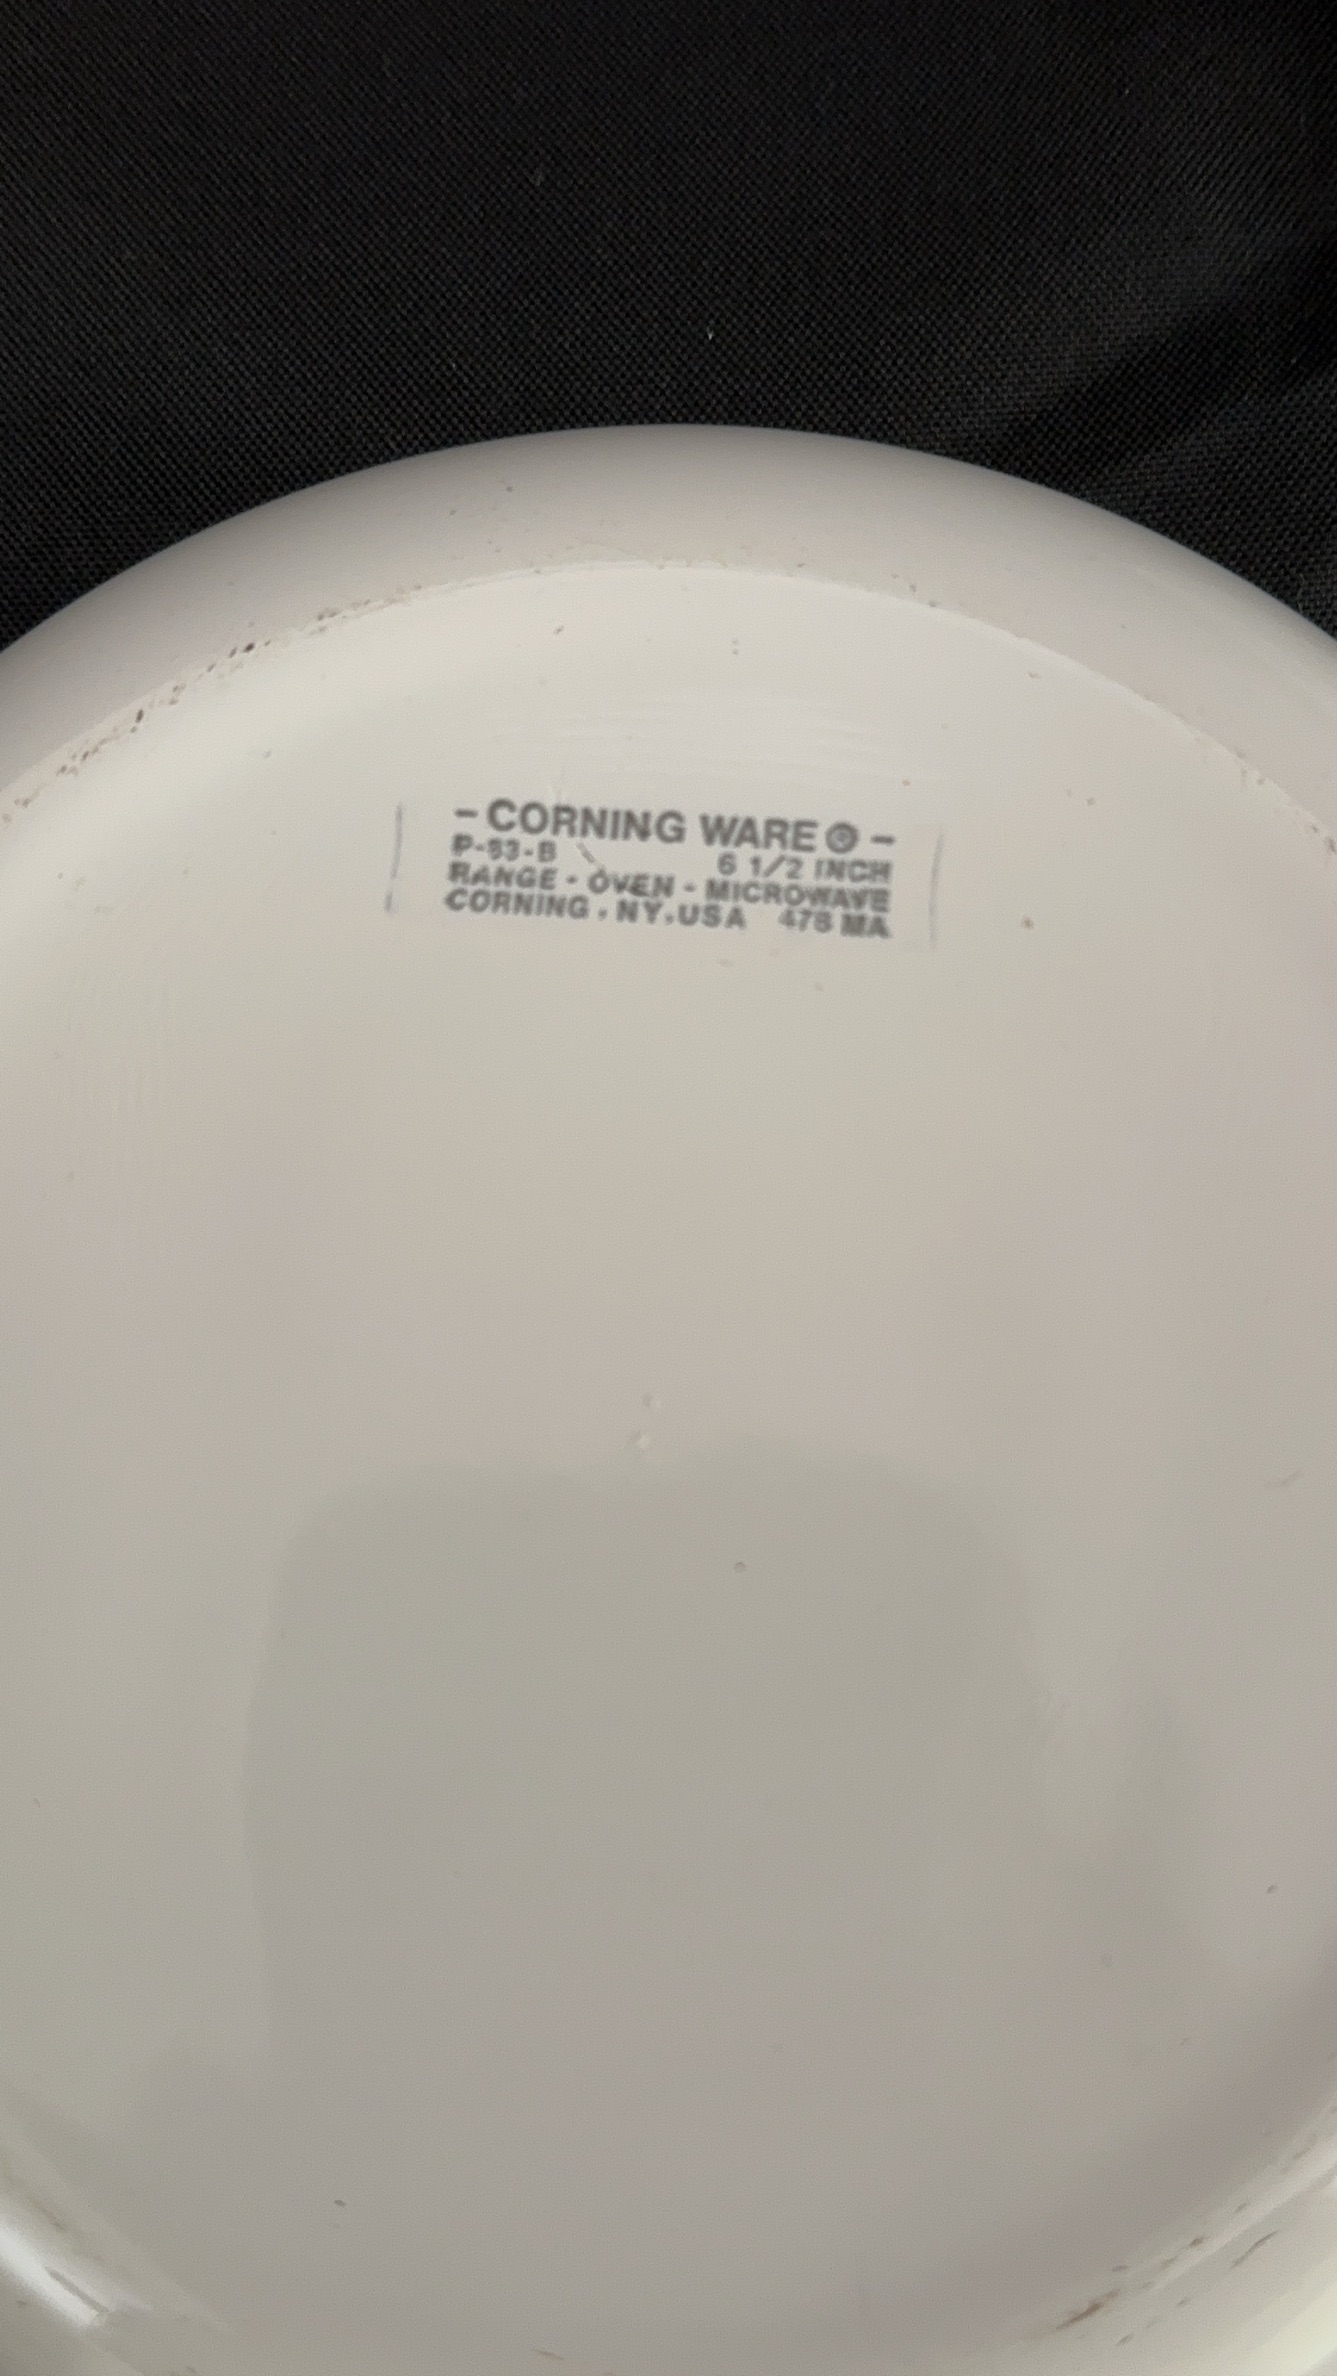 - CORNING WARE ® -
P-83-B 6 1/2 INCH
RANGE - OVEN - MICROWAVE
CORNING, NY, USA 478 MA